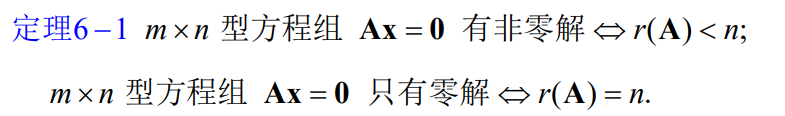 定理6−1 m×n 型方程组 Ax=0 有非零解⇔r(A)<n;
m×n 型方程组 Ax=0 只有零解⇔r(A)=n.